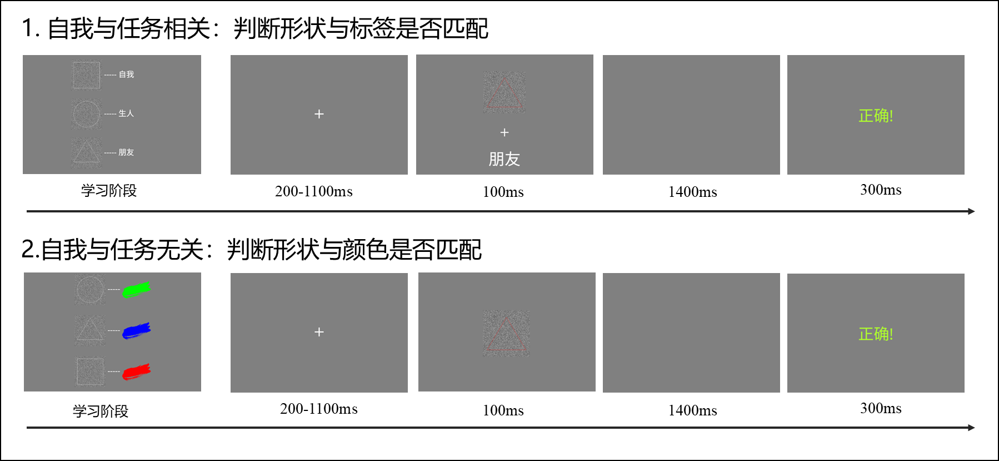 1. 自我与任务相关：判断形状与标签是否匹配
----- 自我
----- 生人
----- 朋友
+
+
朋友
正确!
学习阶段
200-1100ms
100ms
1400ms
300ms
2.自我与任务无关：判断形状与颜色是否匹配
-----
-----
-----
+
正确!
学习阶段
200-1100ms
100ms
1400ms
300ms